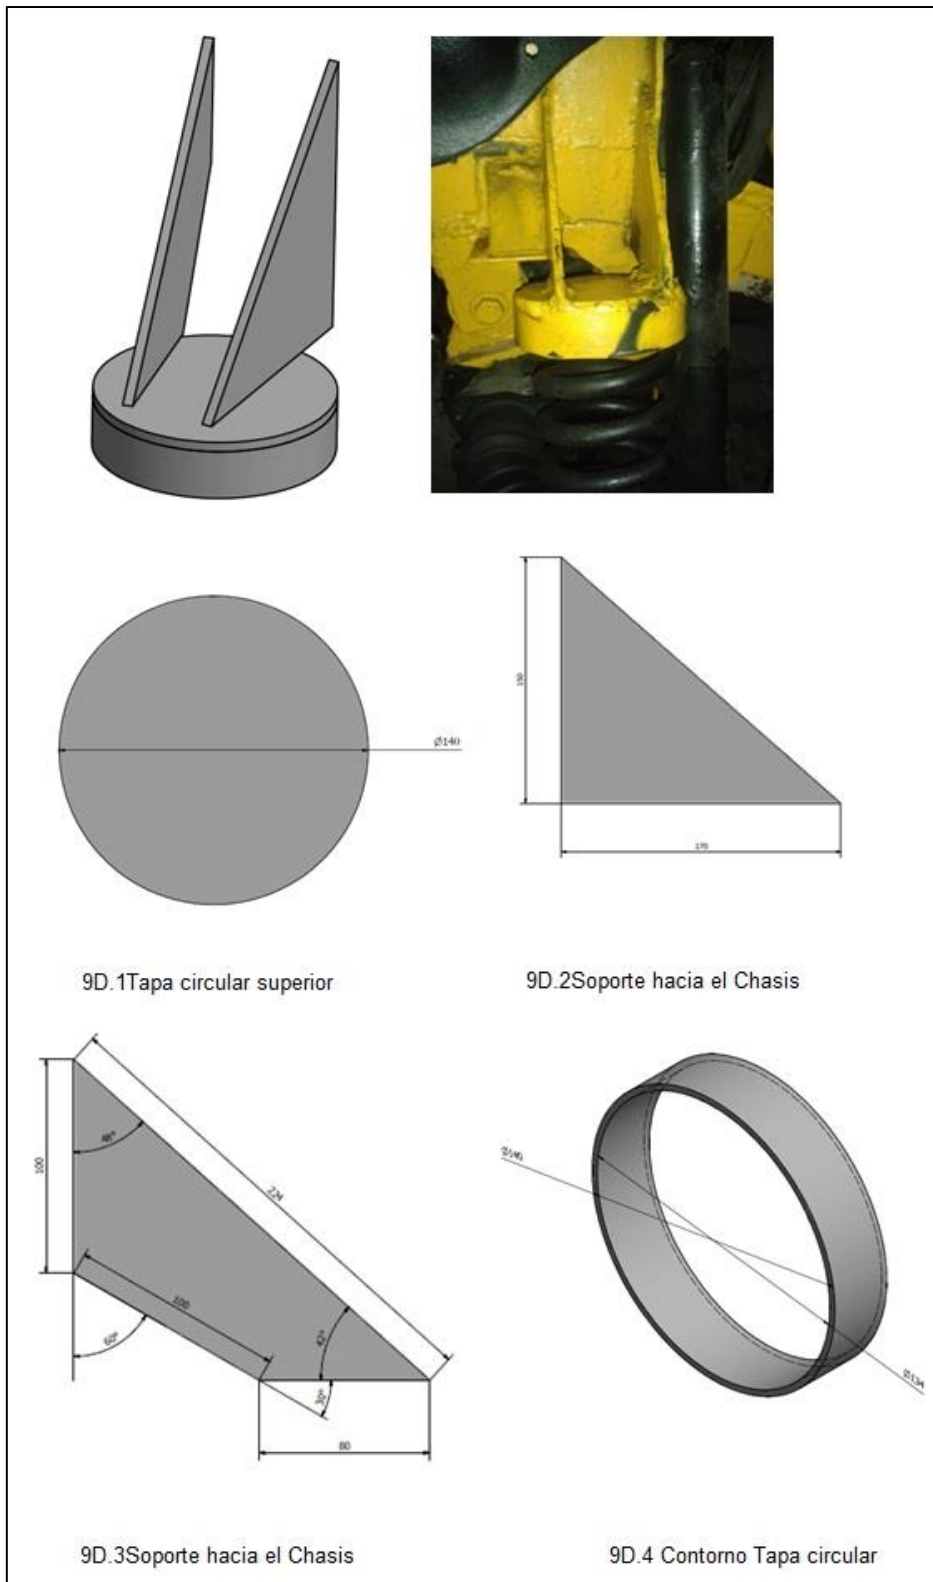 150
Ø140
170
9D.1Tapa circular superior
9D.2Soporte hacia el Chasis
48°
100
224
Ø140
100
42°
60°
30°
Ø134
80
9D.3Soporte hacia el Chasis
9D.4 Contorno Tapa circular